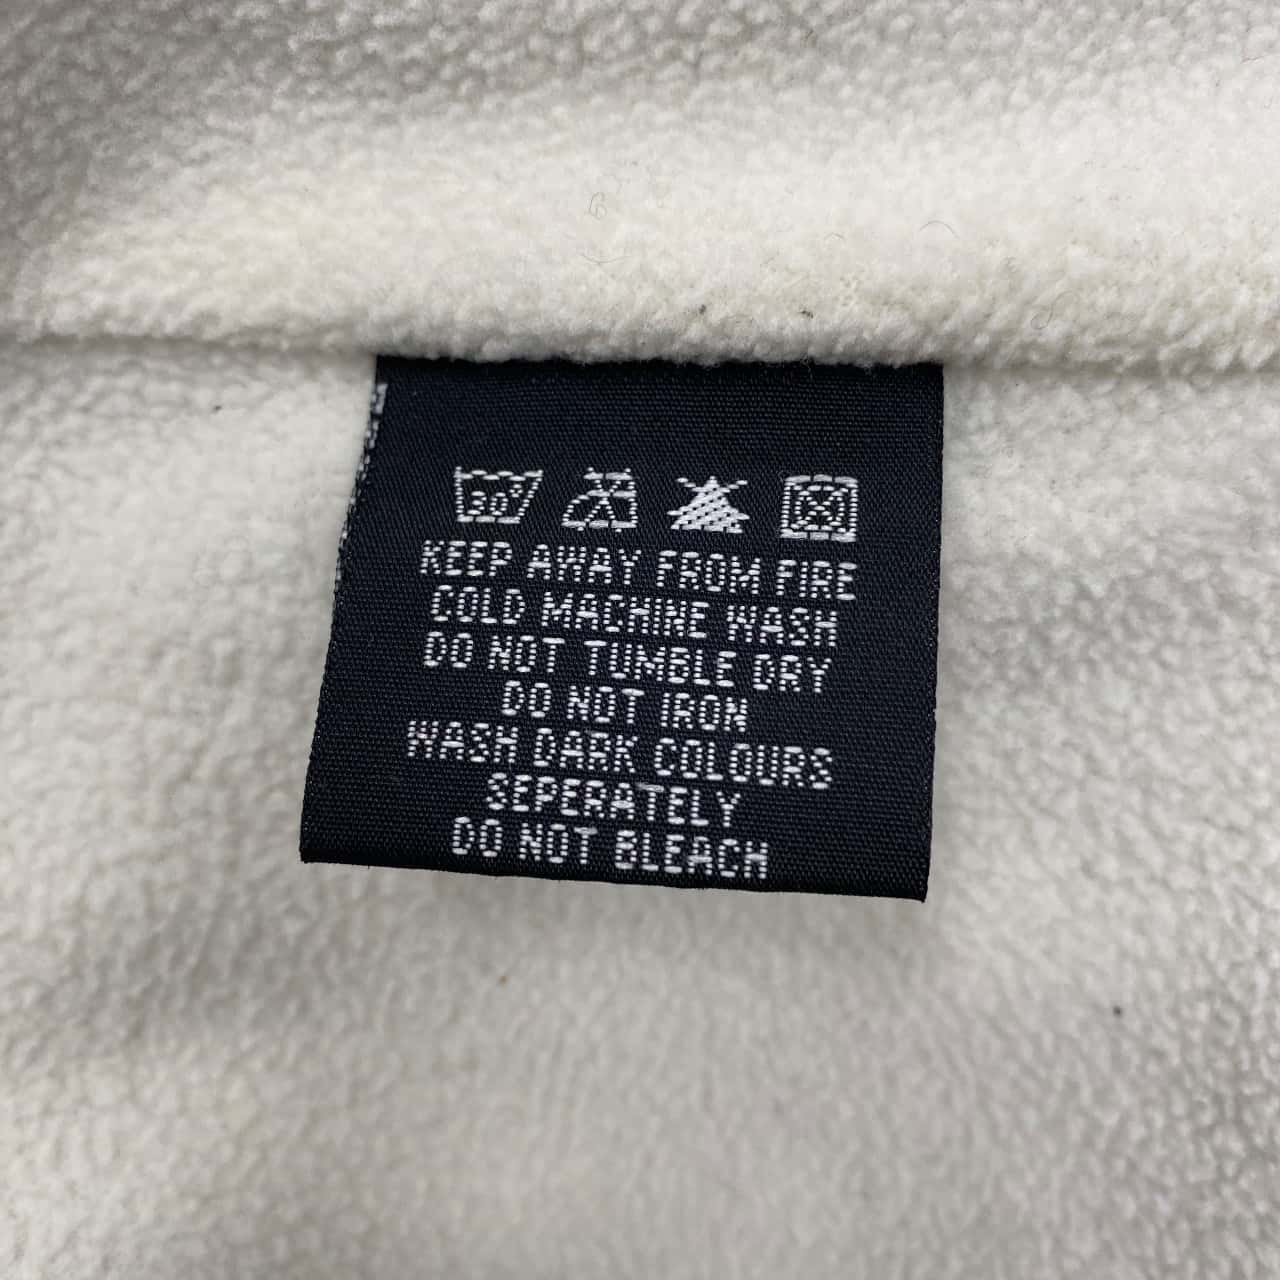 30°
KEEP AWAY FROM FIRE
COLD MACHINE WASH
DO NOT TUMBLE DRY
DO NOT IRON
WASH DARK COLOURS
SEPERATELY
DO NOT BLEACH